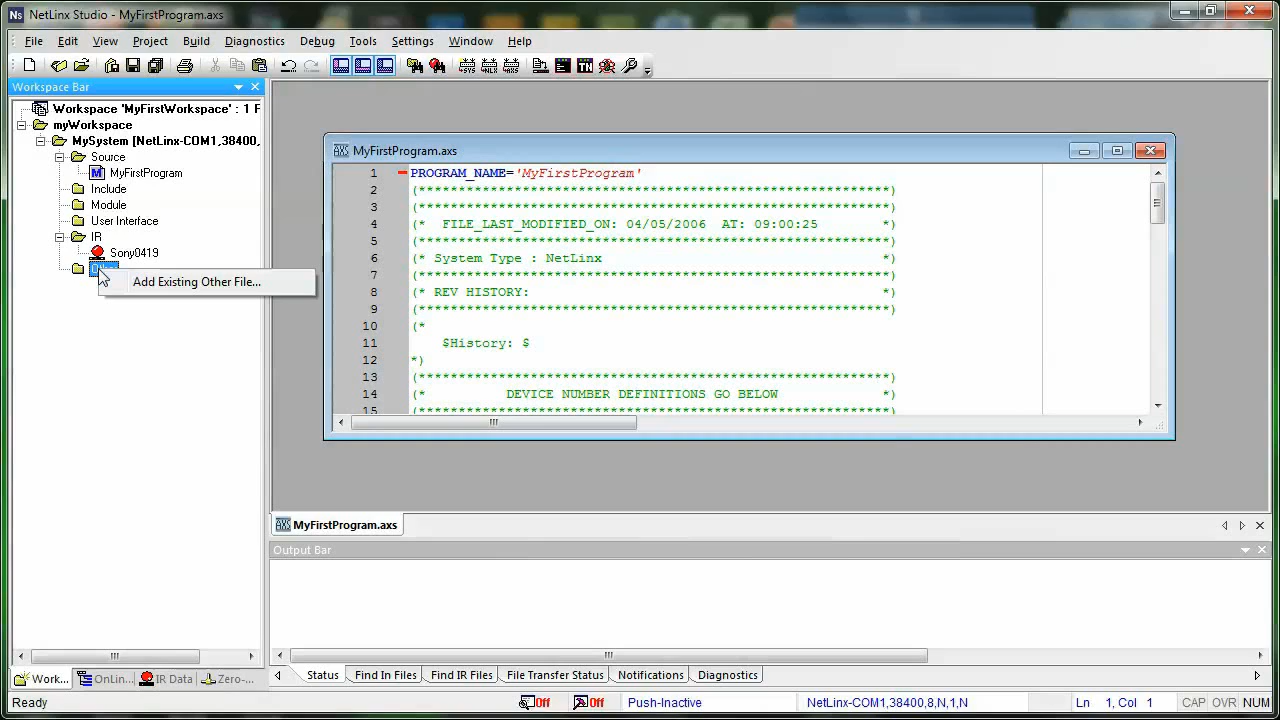 NetLinx Studio - MyFirstProgram.axs
File Edit View Project Build Diagnostics Debug Tools Settings Window Help
Workspace Bar
Workspace 'MyFirstWorkspace' : 1 F
myWorkspace
MySystem [NetLinx-COM1,38400,
Source
MyFirstProgram
Include
Module
User Interface
IR
Sony0419
Add Existing Other File...
MyFirstProgram.axs
1 PROGRAM_NAME='MyFirstProgram'
2 (***********************************************************)
3 (***********************************************************)
4 (* FILE_LAST_MODIFIED_ON: 04/05/2006 AT: 09:00:25 *)
5 (***********************************************************)
6 (* System Type : NetLinx *)
7 (***********************************************************)
8 (* REV HISTORY: *)
9 (***********************************************************)
10 (*
11 $History: $
12 *)
13 (***********************************************************)
14 (* DEVICE NUMBER DEFINITIONS GO BELOW *)
15 (***********************************************************)
MyFirstProgram.axs
Output Bar
Work... OnLin... IR Data Zero-...
Status Find In Files Find IR Files File Transfer Status Notifications Diagnostics
Ready Off Off Push-Inactive NetLinx-COM1,38400,8,N,1,N Ln 1, Col 1 CAP OVR NUM